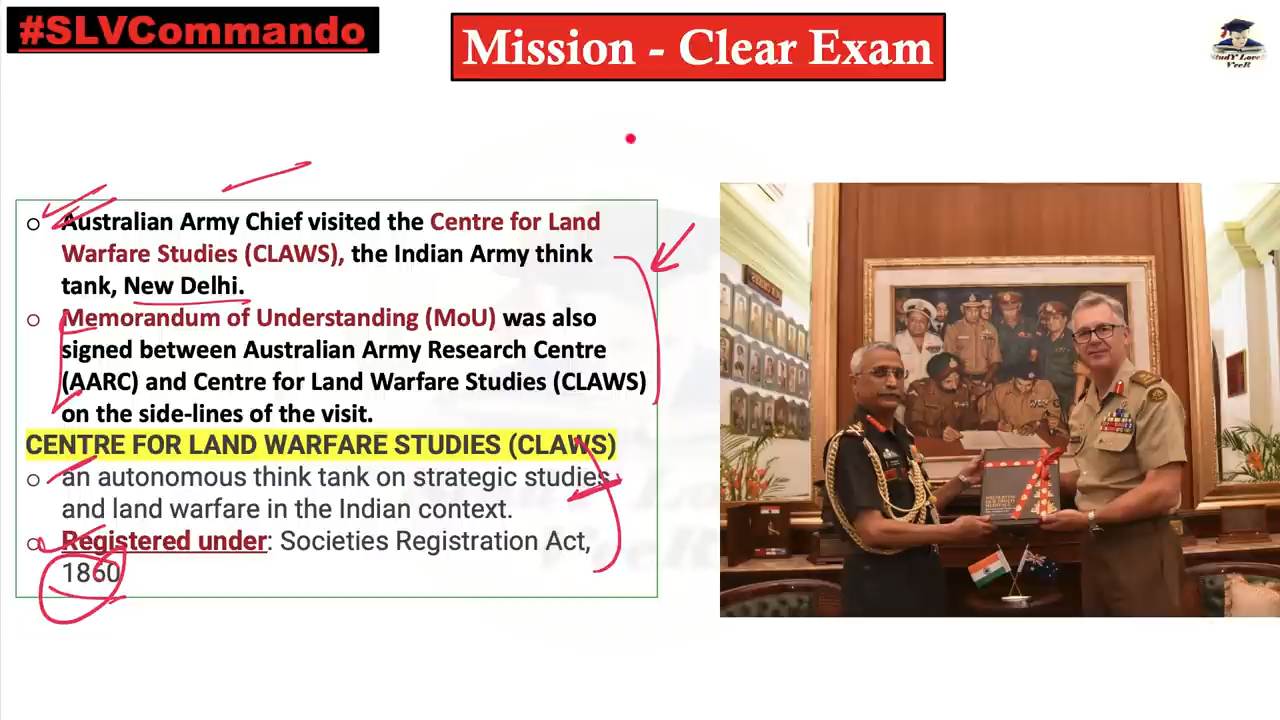 #SLVCommando
Mission - Clear Exam
StudY LoveR
VeeR
o Australian Army Chief visited the Centre for Land
Warfare Studies (CLAWS), the Indian Army think
tank, New Delhi.
o Memorandum of Understanding (MoU) was also
signed between Australian Army Research Centre
(AARC) and Centre for Land Warfare Studies (CLAWS)
on the side-lines of the visit.
CENTRE FOR LAND WARFARE STUDIES (CLAWS)
o an autonomous think tank on strategic studies
and land warfare in the Indian context.
o Registered under: Societies Registration Act,
1860